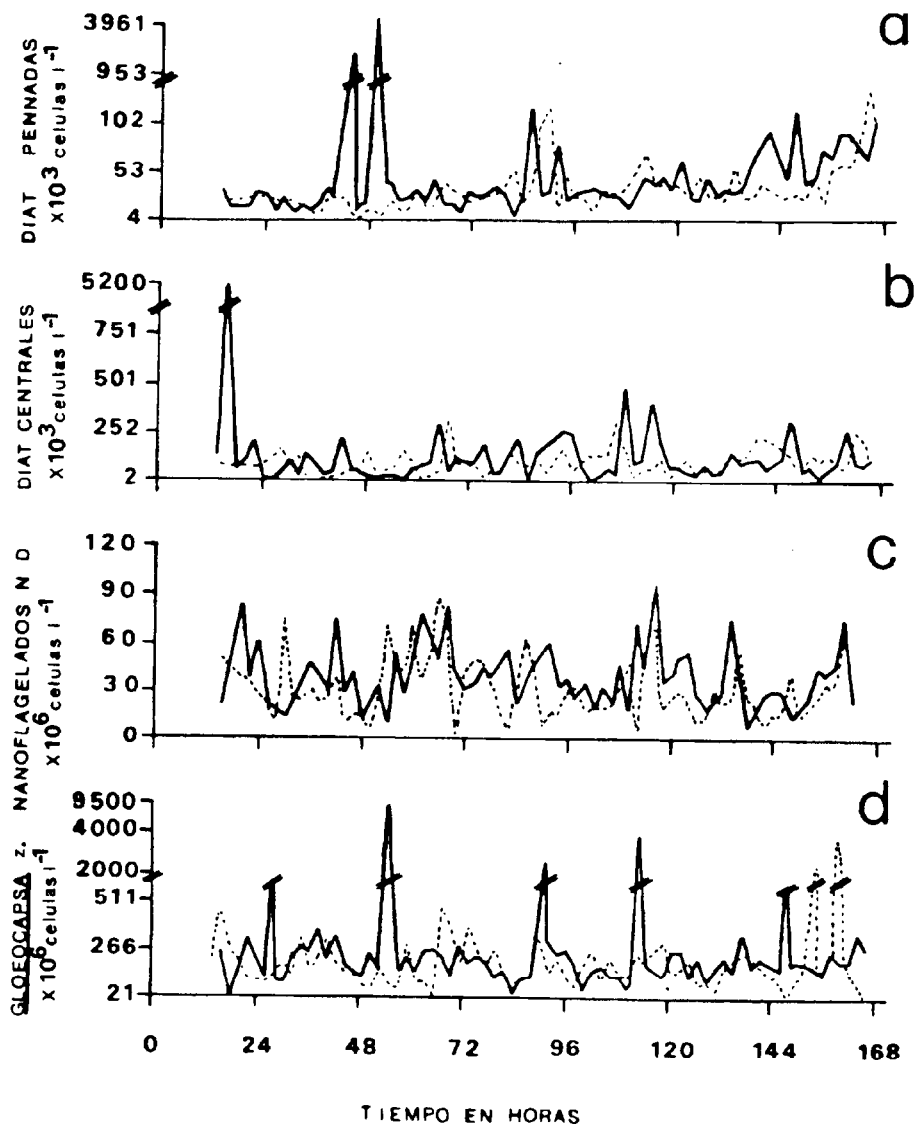 a
DIAT PENNADAS
x10³ celulas l⁻¹
3961
953
102
53
4
b
DIAT CENTRALES
x10³ celulas l⁻¹
5200
751
501
252
2
c
NANOFLAGELADOS N D
x10⁶ celulas l⁻¹
120
90
60
30
0
d
GLOEOCAPSA z.
x 10⁶ celulas l⁻¹
9500
4000
2000
511
266
21
0 24 48 72 96 120 144 168
TIEMPO EN HORAS